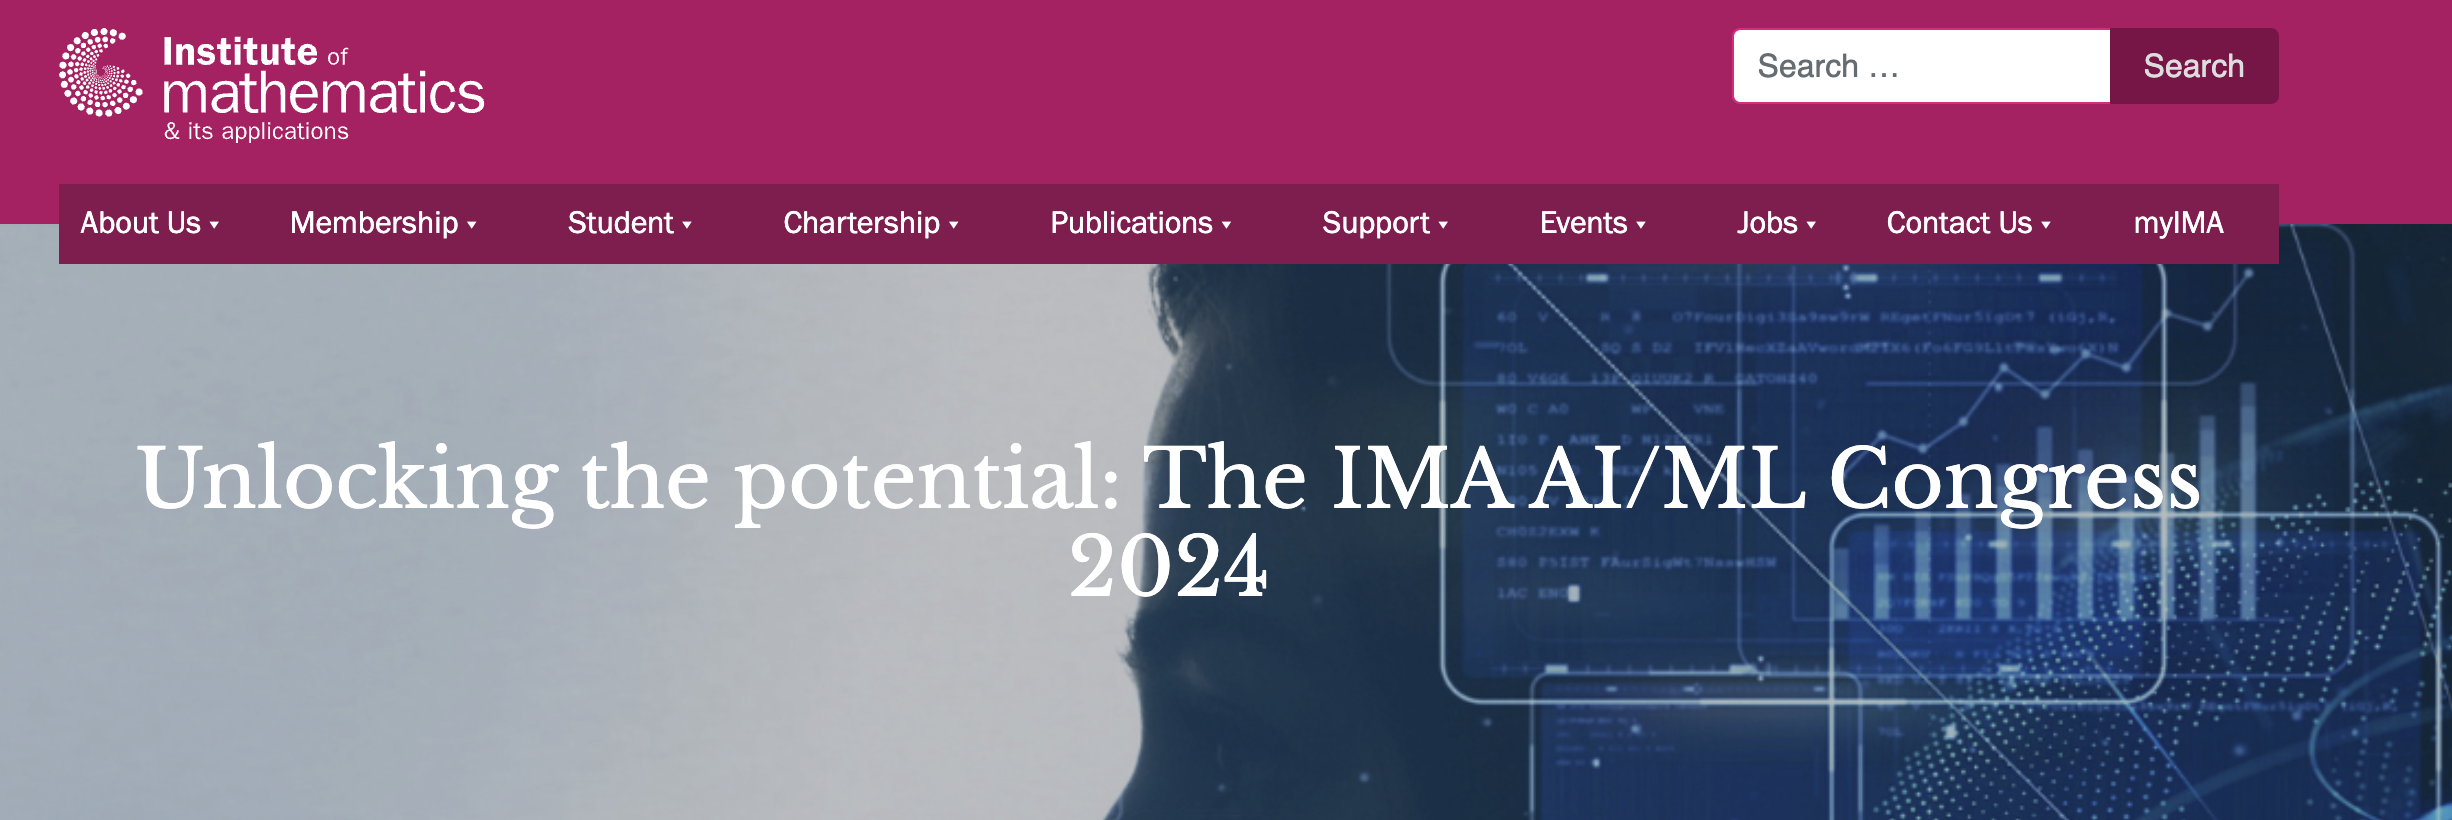 Institute of
mathematics
& its applications
Search …
Search
About Us
Membership
Student
Chartership
Publications
Support
Events
Jobs
Contact Us
myIMA
Unlocking the potential: The IMA AI/ML Congress
2024